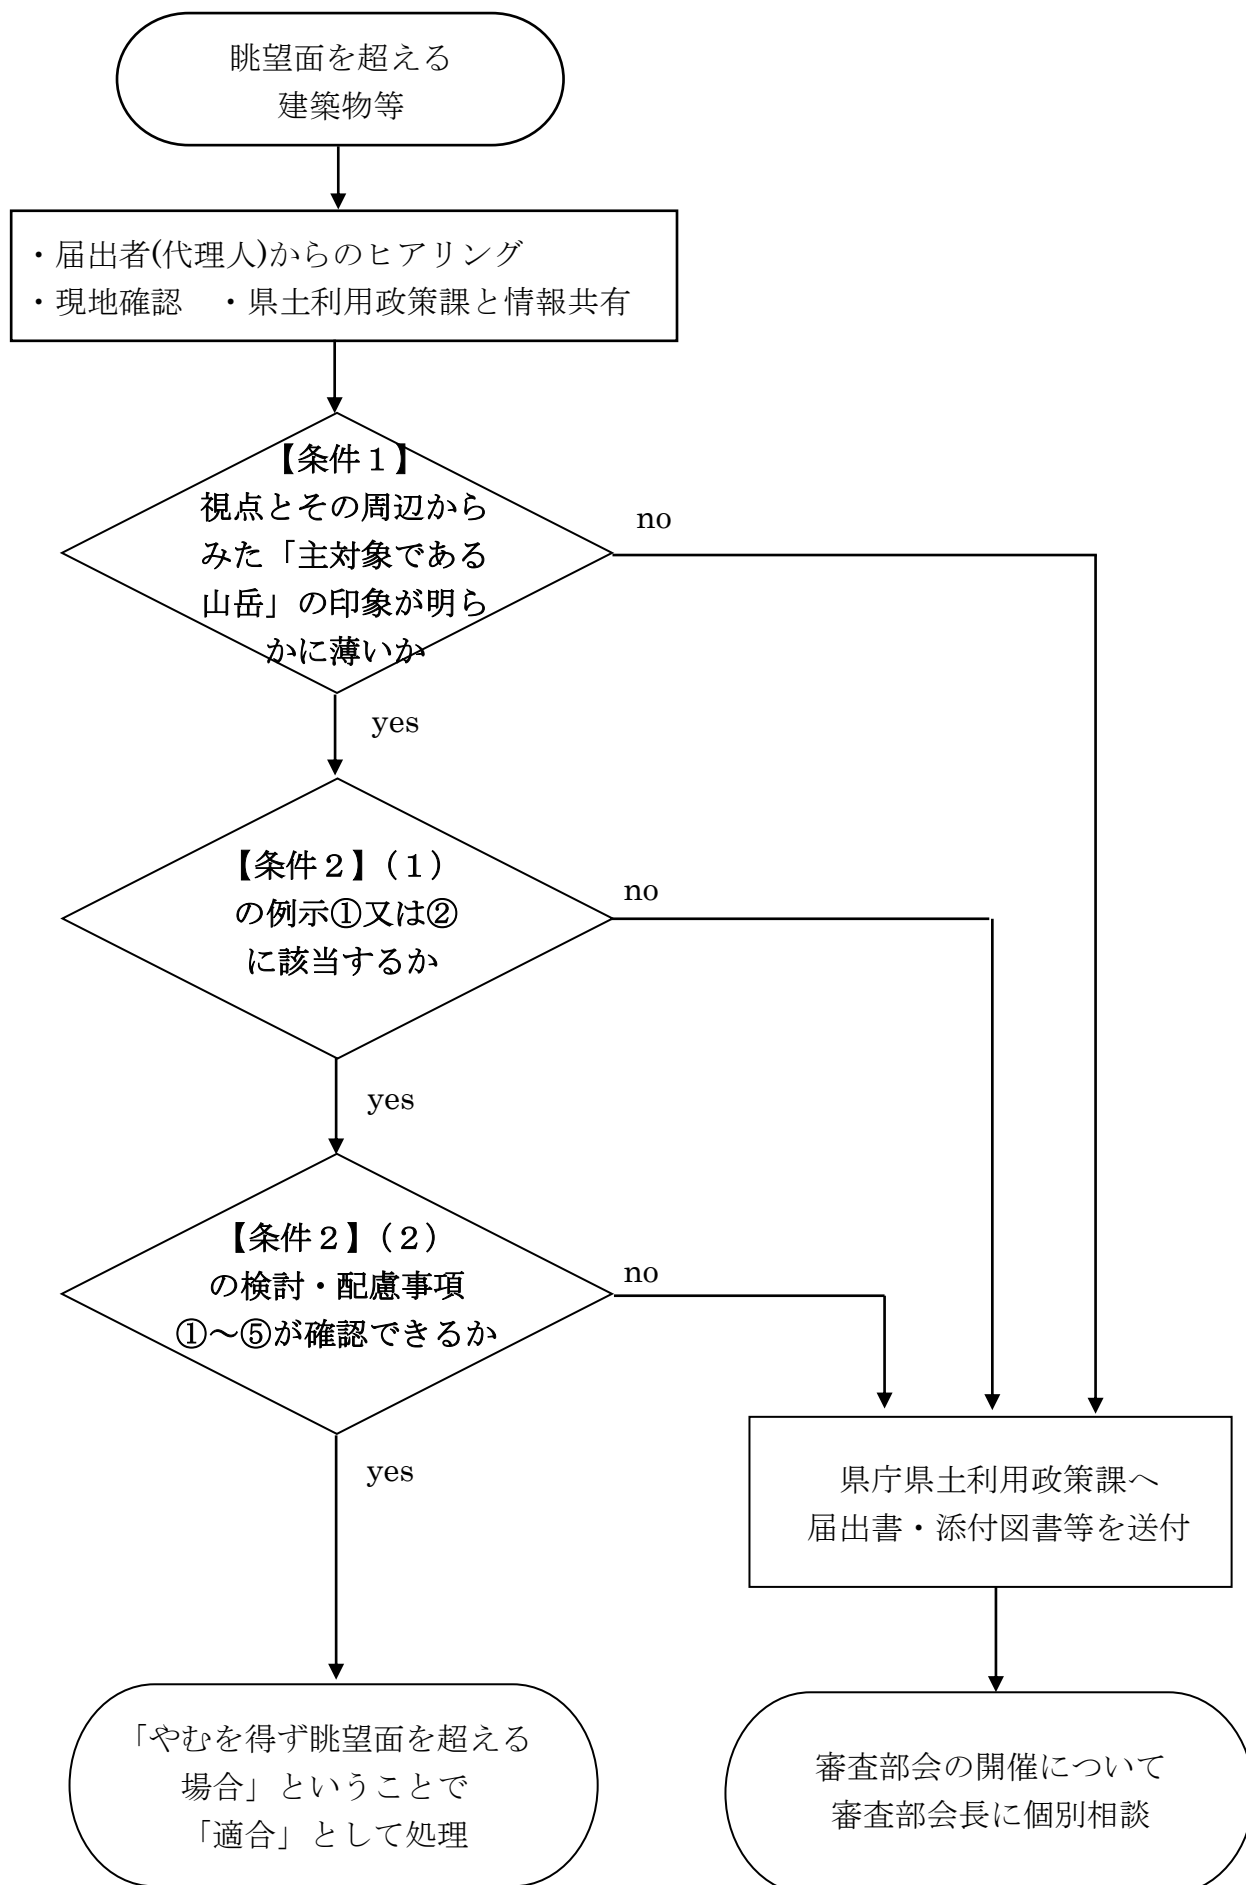 眺望面を超える
建築物等
・届出者(代理人)からのヒアリング
・現地確認　・県土利用政策課と情報共有
【条件１】
視点とその周辺から
みた「主対象である
山岳」の印象が明ら
かに薄いか
no
yes
【条件２】(１)
の例示①又は②
に該当するか
no
yes
【条件２】(２)
の検討・配慮事項
①～⑤が確認できるか
no
yes
県庁県土利用政策課へ
届出書・添付図書等を送付
「やむを得ず眺望面を超える
場合」ということで
「適合」として処理
審査部会の開催について
審査部会長に個別相談